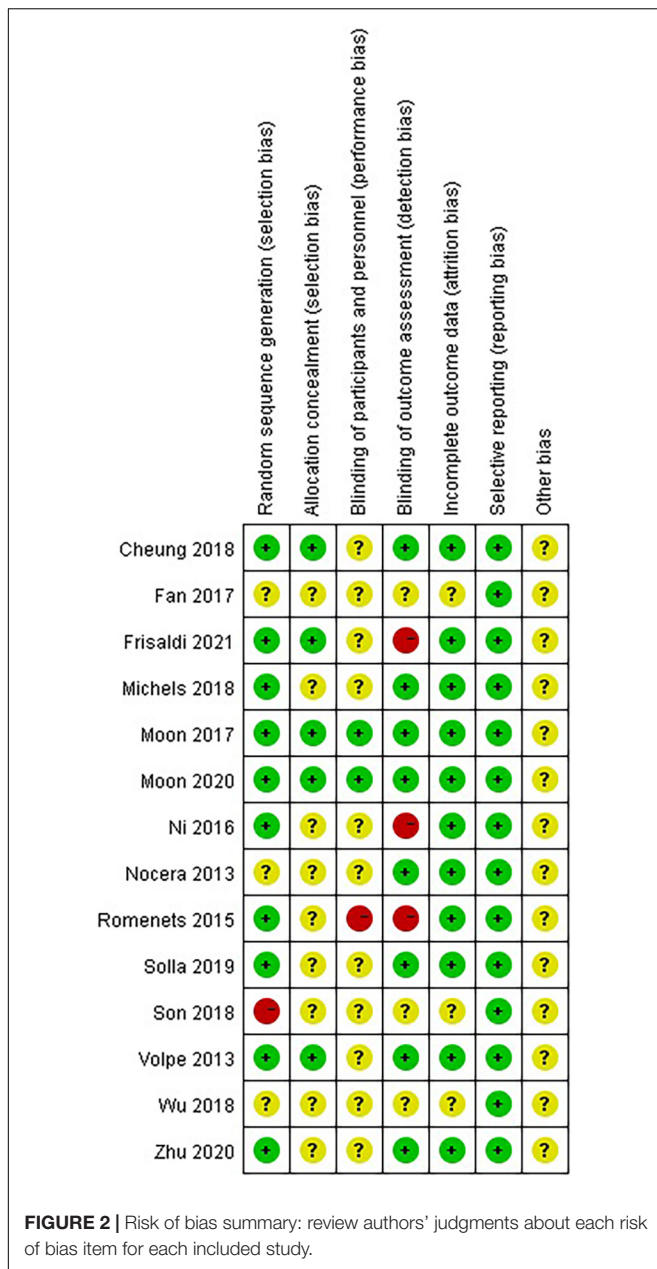 Random sequence generation (selection bias)
Allocation concealment (selection bias)
Blinding of participants and personnel (performance bias)
Blinding of outcome assessment (detection bias)
Incomplete outcome data (attrition bias)
Selective reporting (reporting bias)
Other bias
Cheung 2018 + + ? + + + ?
Fan 2017 ? ? ? ? ? + ?
Frisaldi 2021 + + ? - + + ?
Michels 2018 + ? ? + + + ?
Moon 2017 + + + + + + ?
Moon 2020 + + + + + + ?
Ni 2016 + ? ? - + + ?
Nocera 2013 ? ? ? + + + ?
Romenets 2015 + ? - - + + ?
Solla 2019 + ? ? + + + ?
Son 2018 - ? ? ? ? + ?
Volpe 2013 + + ? + + + ?
Wu 2018 ? ? ? ? ? + ?
Zhu 2020 + ? ? + + + ?
FIGURE 2 | Risk of bias summary: review authors' judgments about each risk
of bias item for each included study.